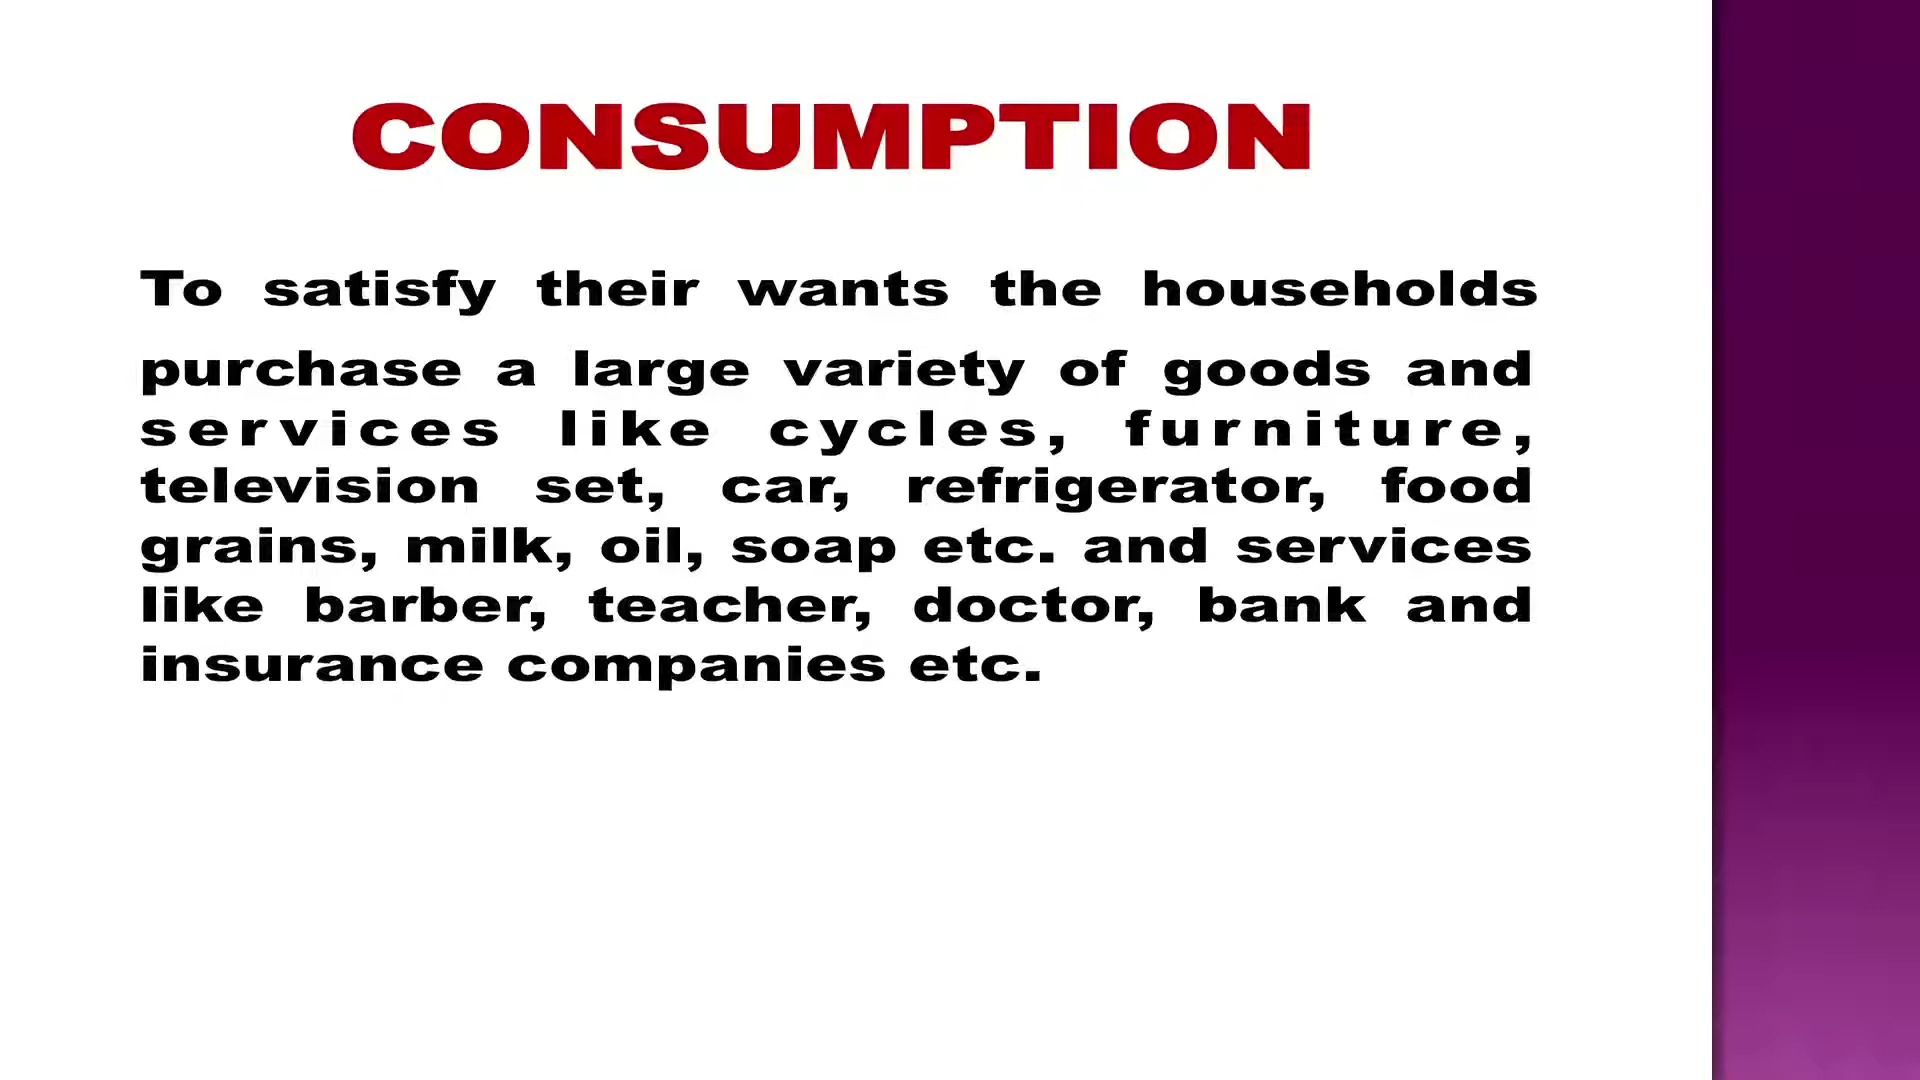 CONSUMPTION
To satisfy their wants the households
purchase a large variety of goods and
services like cycles, furniture,
television set, car, refrigerator, food
grains, milk, oil, soap etc. and services
like barber, teacher, doctor, bank and
insurance companies etc.